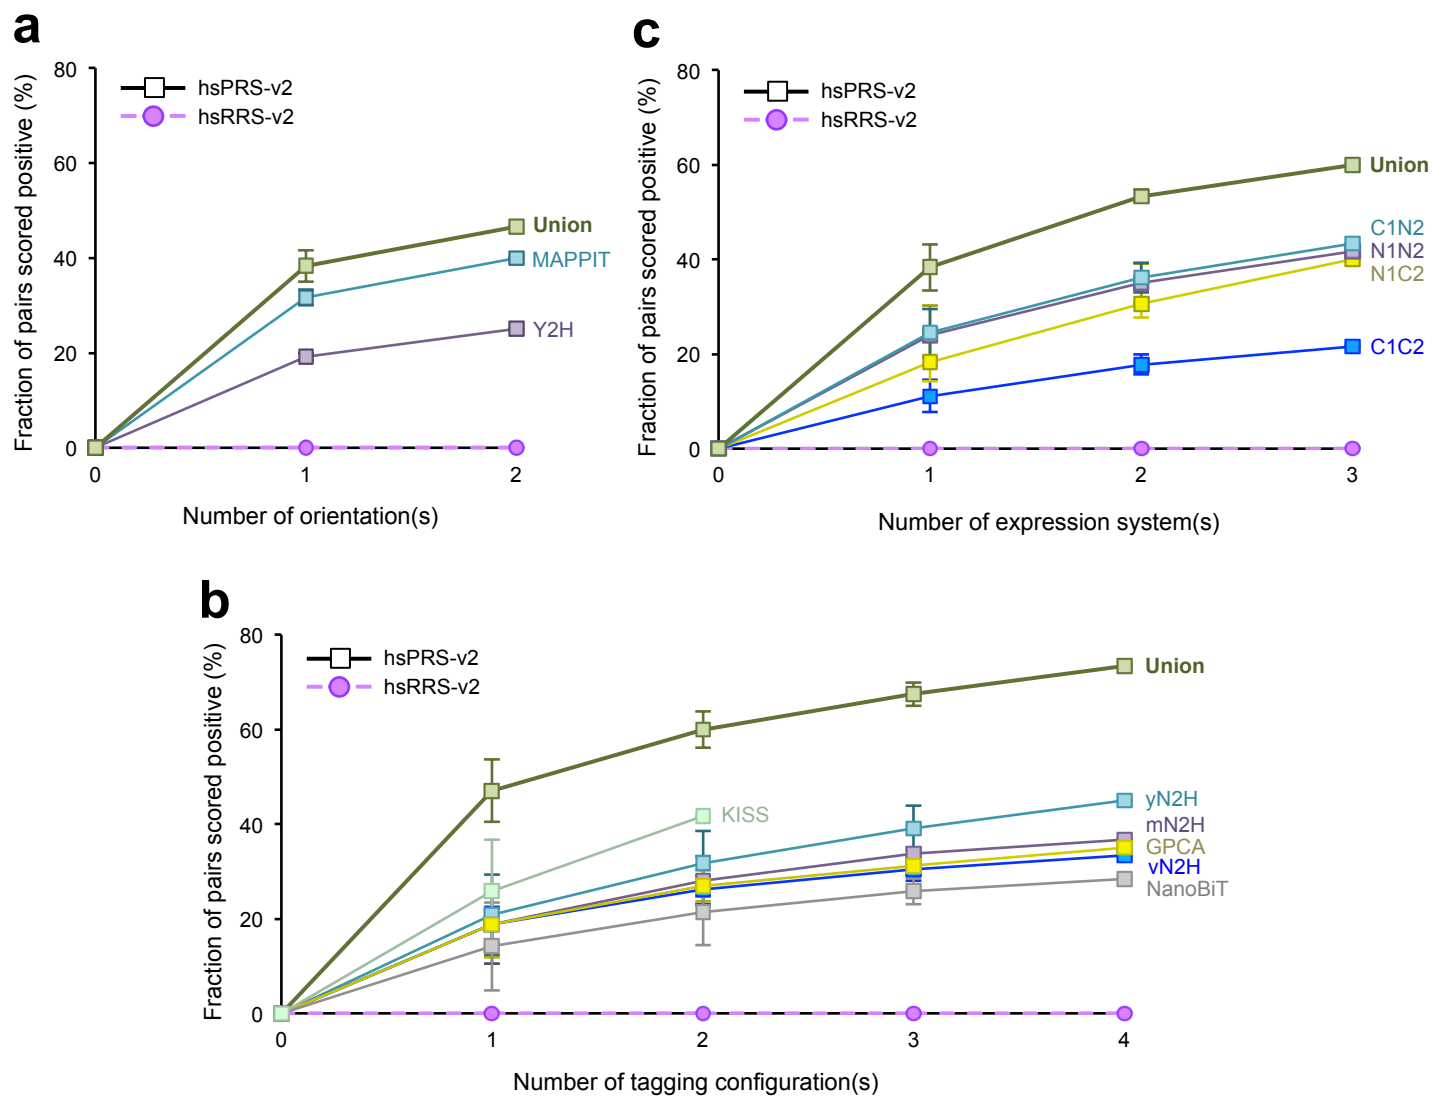 a
Fraction of pairs scored positive (%)
80
60
40
20
0
hsPRS-v2
hsRRS-v2
Union
MAPPIT
Y2H
0
1
2
Number of orientation(s)
c
Fraction of pairs scored positive (%)
80
60
40
20
0
hsPRS-v2
hsRRS-v2
Union
C1N2
N1N2
N1C2
C1C2
0
1
2
3
Number of expression system(s)
b
Fraction of pairs scored positive (%)
80
60
40
20
0
hsPRS-v2
hsRRS-v2
Union
KISS
yN2H
mN2H
GPCA
vN2H
NanoBiT
0
1
2
3
4
Number of tagging configuration(s)